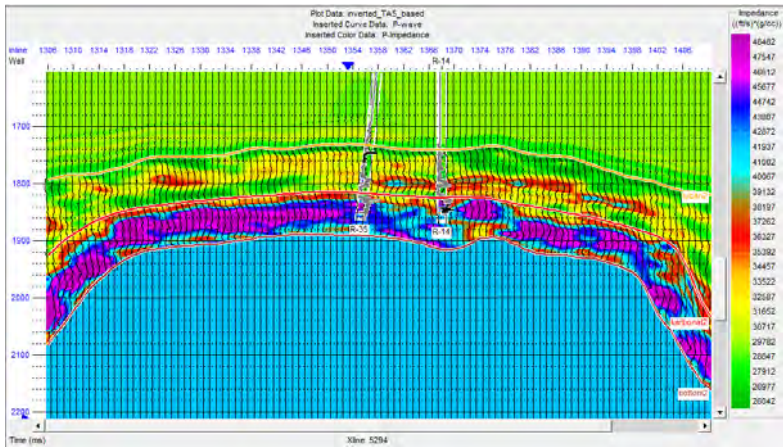 Plot Data: inverted_TA5_based
Inserted Curve Data: P-wave
Inserted Color Data: P-Impedance
Impedance
((ft/s)*(g/cc))
Inline 1306 1310 1314 1318 1322 1326 1330 1334 1338 1342 1346 1350 1354 1358 1362 1366 1370 1374 1378 1382 1386 1390 1394 1398 1402 1406
Well R-14
1700
1800
1900
2000
2100
2200
R-35
R-14
karbonat2
bottom2
48482
47547
46612
45677
44742
43807
42872
41937
41002
40067
39132
38197
37262
36327
35392
34457
33522
32587
31652
30717
29782
28847
27912
26977
26042
Time (ms)
Xline: 5294